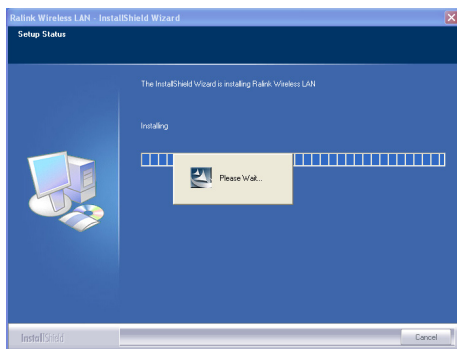 Ralink Wireless LAN - InstallShield Wizard
Setup Status
The InstallShield Wizard is installing Ralink Wireless LAN
Installing
Please Wait...
InstallShield
Cancel